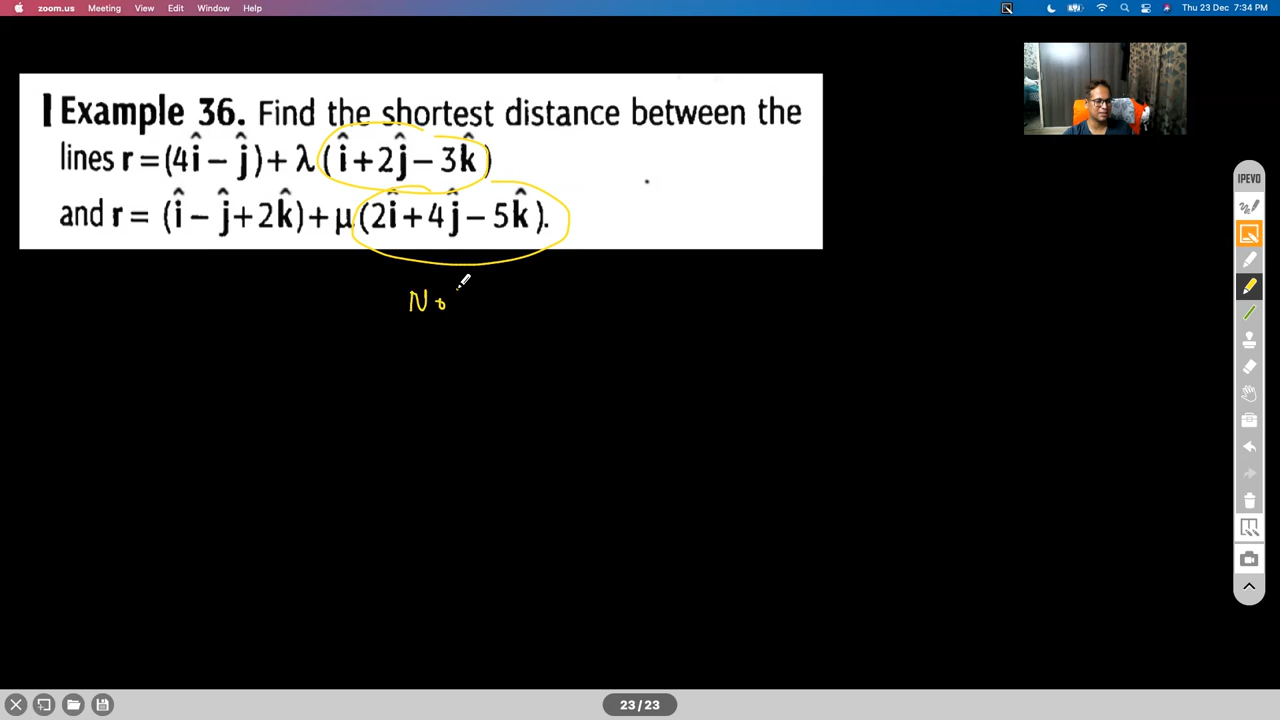 zoom.us Meeting View Edit Window Help Thu 23 Dec 7:34 PM
Example 36. Find the shortest distance between the
lines r = (4î − ĵ) + λ (î + 2ĵ − 3k̂)
and r = (î − ĵ + 2k̂) + μ (2î + 4ĵ − 5k̂).
No
IPEVO
23 / 23